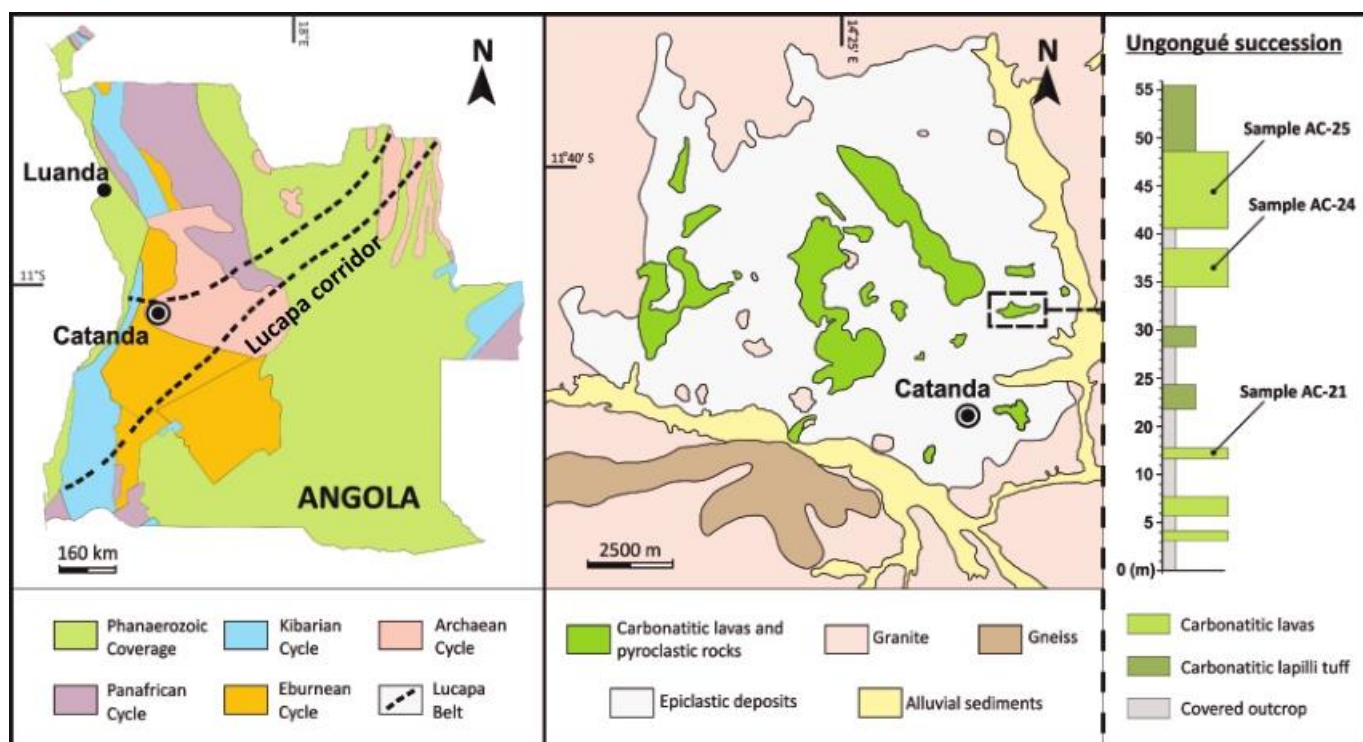 18°E
N
Luanda
11°S
Catanda
Lucapa corridor
ANGOLA
160 km
Phanaerozoic
Coverage
Kibarian
Cycle
Archaean
Cycle
Panafrican
Cycle
Eburnean
Cycle
Lucapa
Belt
14°25' E
N
11°40' S
Catanda
2500 m
Carbonatitic lavas and
pyroclastic rocks
Granite
Gneiss
Epiclastic deposits
Alluvial sediments
Ungongué succession
55
50
Sample AC-25
45
Sample AC-24
40
35
30
25
Sample AC-21
20
10
5
0 (m)
Carbonatitic lavas
Carbonatitic lapilli tuff
Covered outcrop